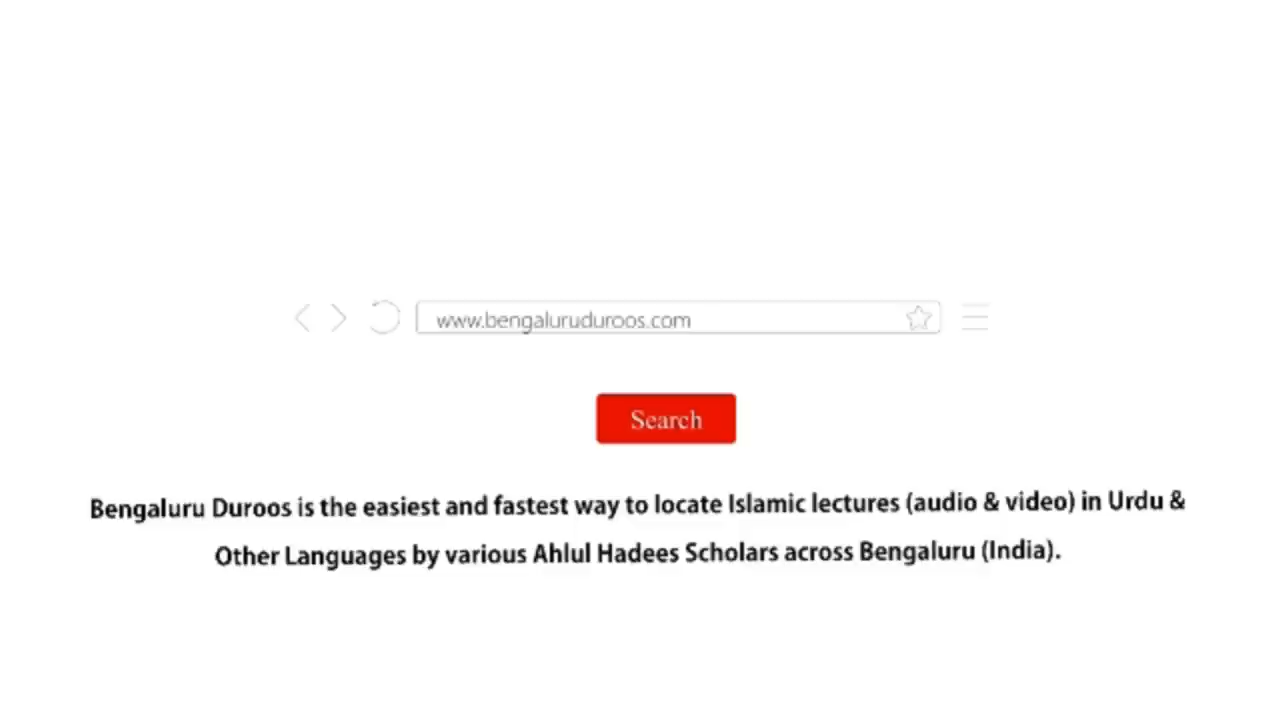 www.bengaluruduroos.com
Search
Bengaluru Duroos is the easiest and fastest way to locate Islamic lectures (audio & video) in Urdu &
Other Languages by various Ahlul Hadees Scholars across Bengaluru (India).